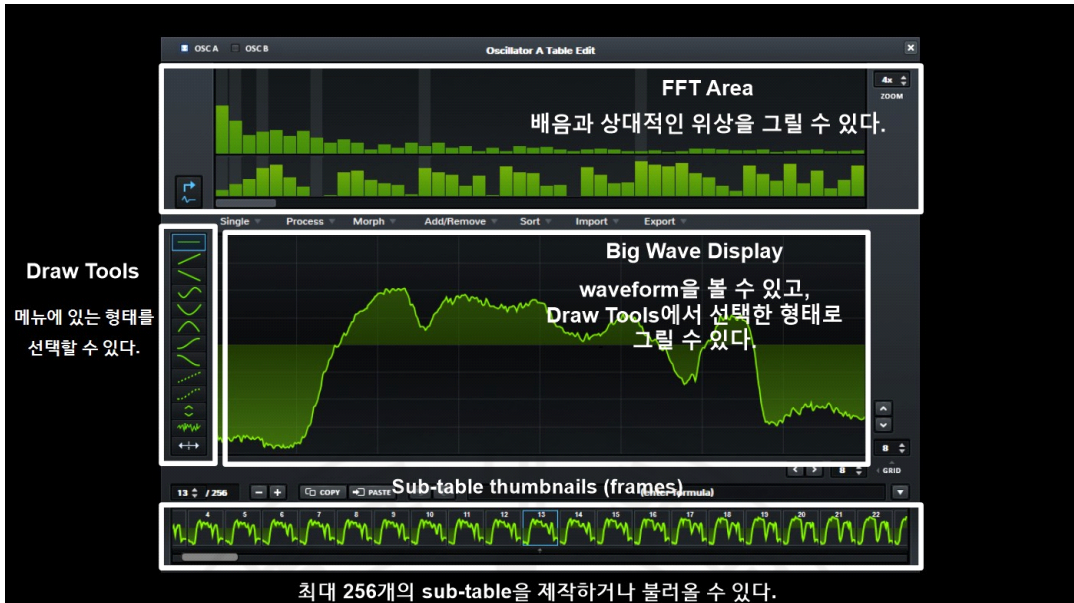 OSC A OSC B Oscillator A Table Edit
FFT Area
배음과 상대적인 위상을 그릴 수 있다.
4x
ZOOM
Single Process Morph Add/Remove Sort Import Export
Draw Tools
메뉴에 있는 형태를
선택할 수 있다.
Big Wave Display
waveform을 볼 수 있고,
Draw Tools에서 선택한 형태로
그릴 수 있다.
8
8 GRID
13 / 256 - + COPY PASTE (enter formula)
Sub-table thumbnails (frames)
4 5 6 7 8 9 10 11 12 13 14 15 16 17 18 19 20 21 22
최대 256개의 sub-table을 제작하거나 불러올 수 있다.